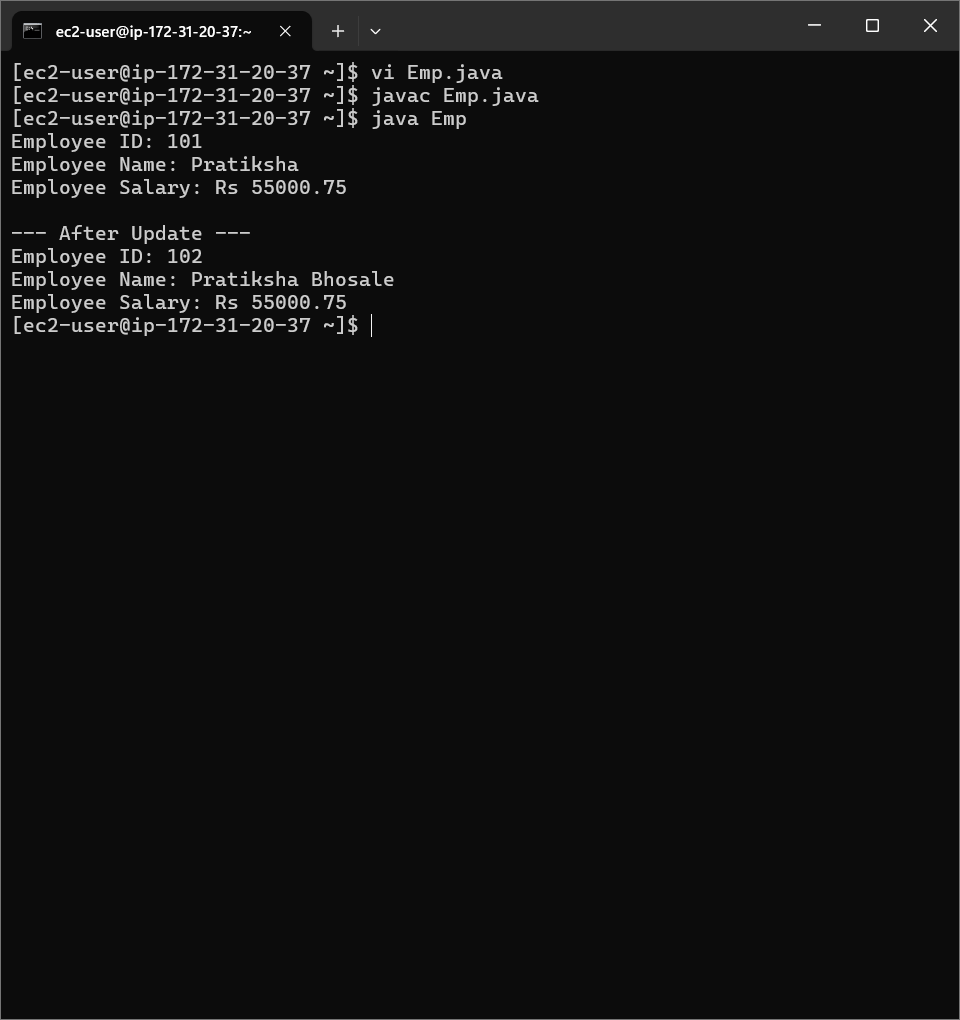 ec2-user@ip-172-31-20-37:~
[ec2-user@ip-172-31-20-37 ~]$ vi Emp.java
[ec2-user@ip-172-31-20-37 ~]$ javac Emp.java
[ec2-user@ip-172-31-20-37 ~]$ java Emp
Employee ID: 101
Employee Name: Pratiksha
Employee Salary: Rs 55000.75
--- After Update ---
Employee ID: 102
Employee Name: Pratiksha Bhosale
Employee Salary: Rs 55000.75
[ec2-user@ip-172-31-20-37 ~]$